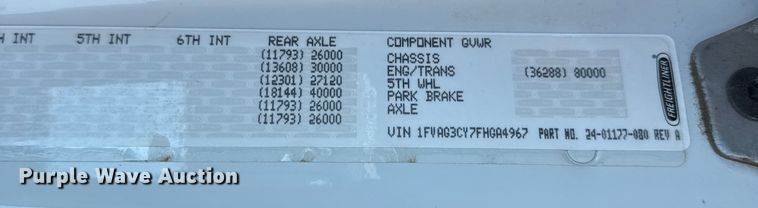 H INT 5TH INT 6TH INT REAR AXLE COMPONENT GVWR
(11793) 26000 CHASSIS
(13608) 30000 ENG/TRANS (36288) 80000
(12301) 27120 5TH WHL
(18144) 40000 PARK BRAKE
(11793) 26000 AXLE
(11793) 26000
VIN 1FVAG3CY7FHGA4967 PART NO. 24-01177-080 REV A
FREIGHTLINER
Purple Wave Auction